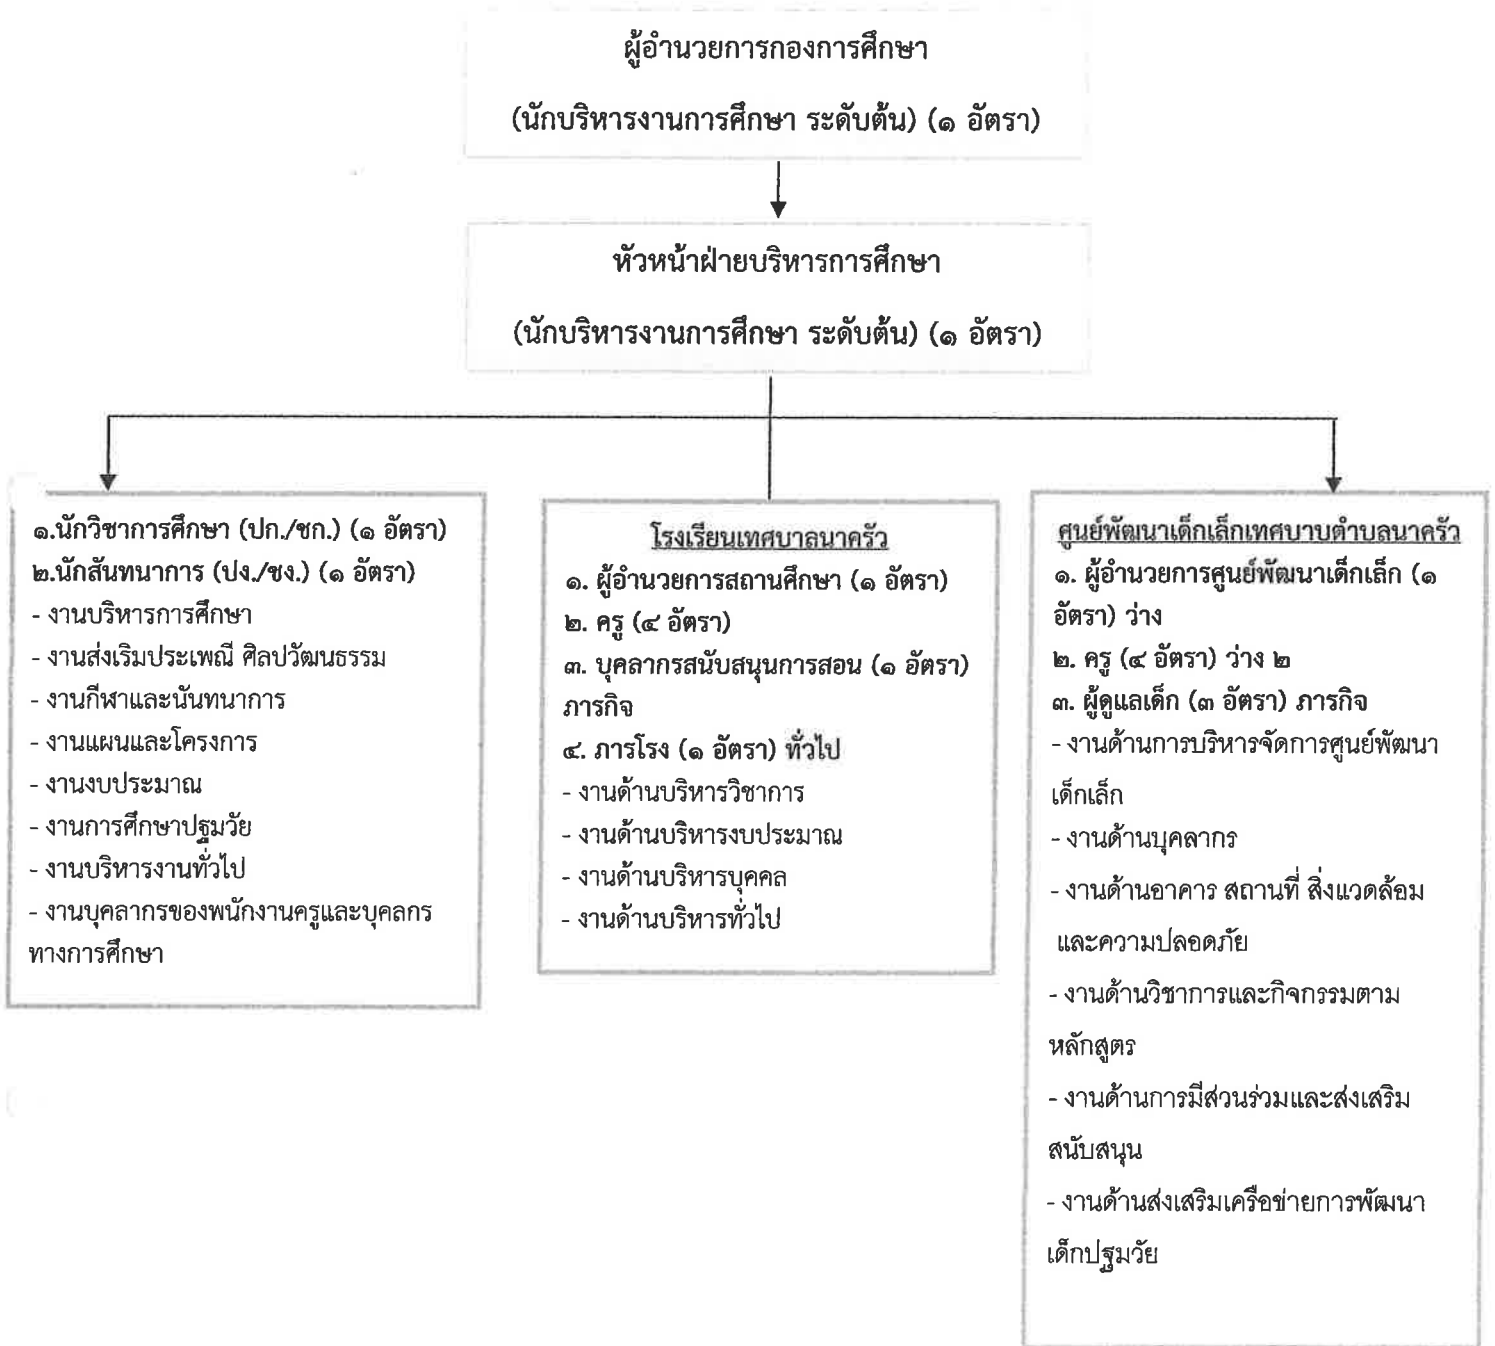 ผู้อำนวยการกองการศึกษา
(นักบริหารงานการศึกษา ระดับต้น) (๑ อัตรา)
หัวหน้าฝ่ายบริหารการศึกษา
(นักบริหารงานการศึกษา ระดับต้น) (๑ อัตรา)
๑.นักวิชาการศึกษา (ปก./ชก.) (๑ อัตรา)
๒.นักสันทนาการ (ปง./ชง.) (๑ อัตรา)
- งานบริหารการศึกษา
- งานส่งเริมประเพณี ศิลปวัฒนธรรม
- งานกีฬาและนันทนาการ
- งานแผนและโครงการ
- งานงบประมาณ
- งานการศึกษาปฐมวัย
- งานบริหารงานทั่วไป
- งานบุคลากรของพนักงานครูและบุคลกร
ทางการศึกษา
โรงเรียนเทศบาลนาครัว
๑. ผู้อำนวยการสถานศึกษา (๑ อัตรา)
๒. ครู (๔ อัตรา)
๓. บุคลากรสนับสนุนการสอน (๑ อัตรา)
ภารกิจ
๔. ภารโรง (๑ อัตรา) ทั่วไป
- งานด้านบริหารวิชาการ
- งานด้านบริหารงบประมาณ
- งานด้านบริหารบุคคล
- งานด้านบริหารทั่วไป
ศูนย์พัฒนาเด็กเล็กเทศบาบตำบลนาครัว
๑. ผู้อำนวยการศูนย์พัฒนาเด็กเล็ก (๑
อัตรา) ว่าง
๒. ครู (๔ อัตรา) ว่าง ๒
๓. ผู้ดูแลเด็ก (๓ อัตรา) ภารกิจ
- งานด้านการบริหารจัดการศูนย์พัฒนา
เด็กเล็ก
- งานด้านบุคลากร
- งานด้านอาคาร สถานที่ สิ่งแวดล้อม
และความปลอดภัย
- งานด้านวิชาการและกิจกรรมตาม
หลักสูตร
- งานด้านการมีส่วนร่วมและส่งเสริม
สนับสนุน
- งานด้านส่งเสริมเครือข่ายการพัฒนา
เด็กปฐมวัย